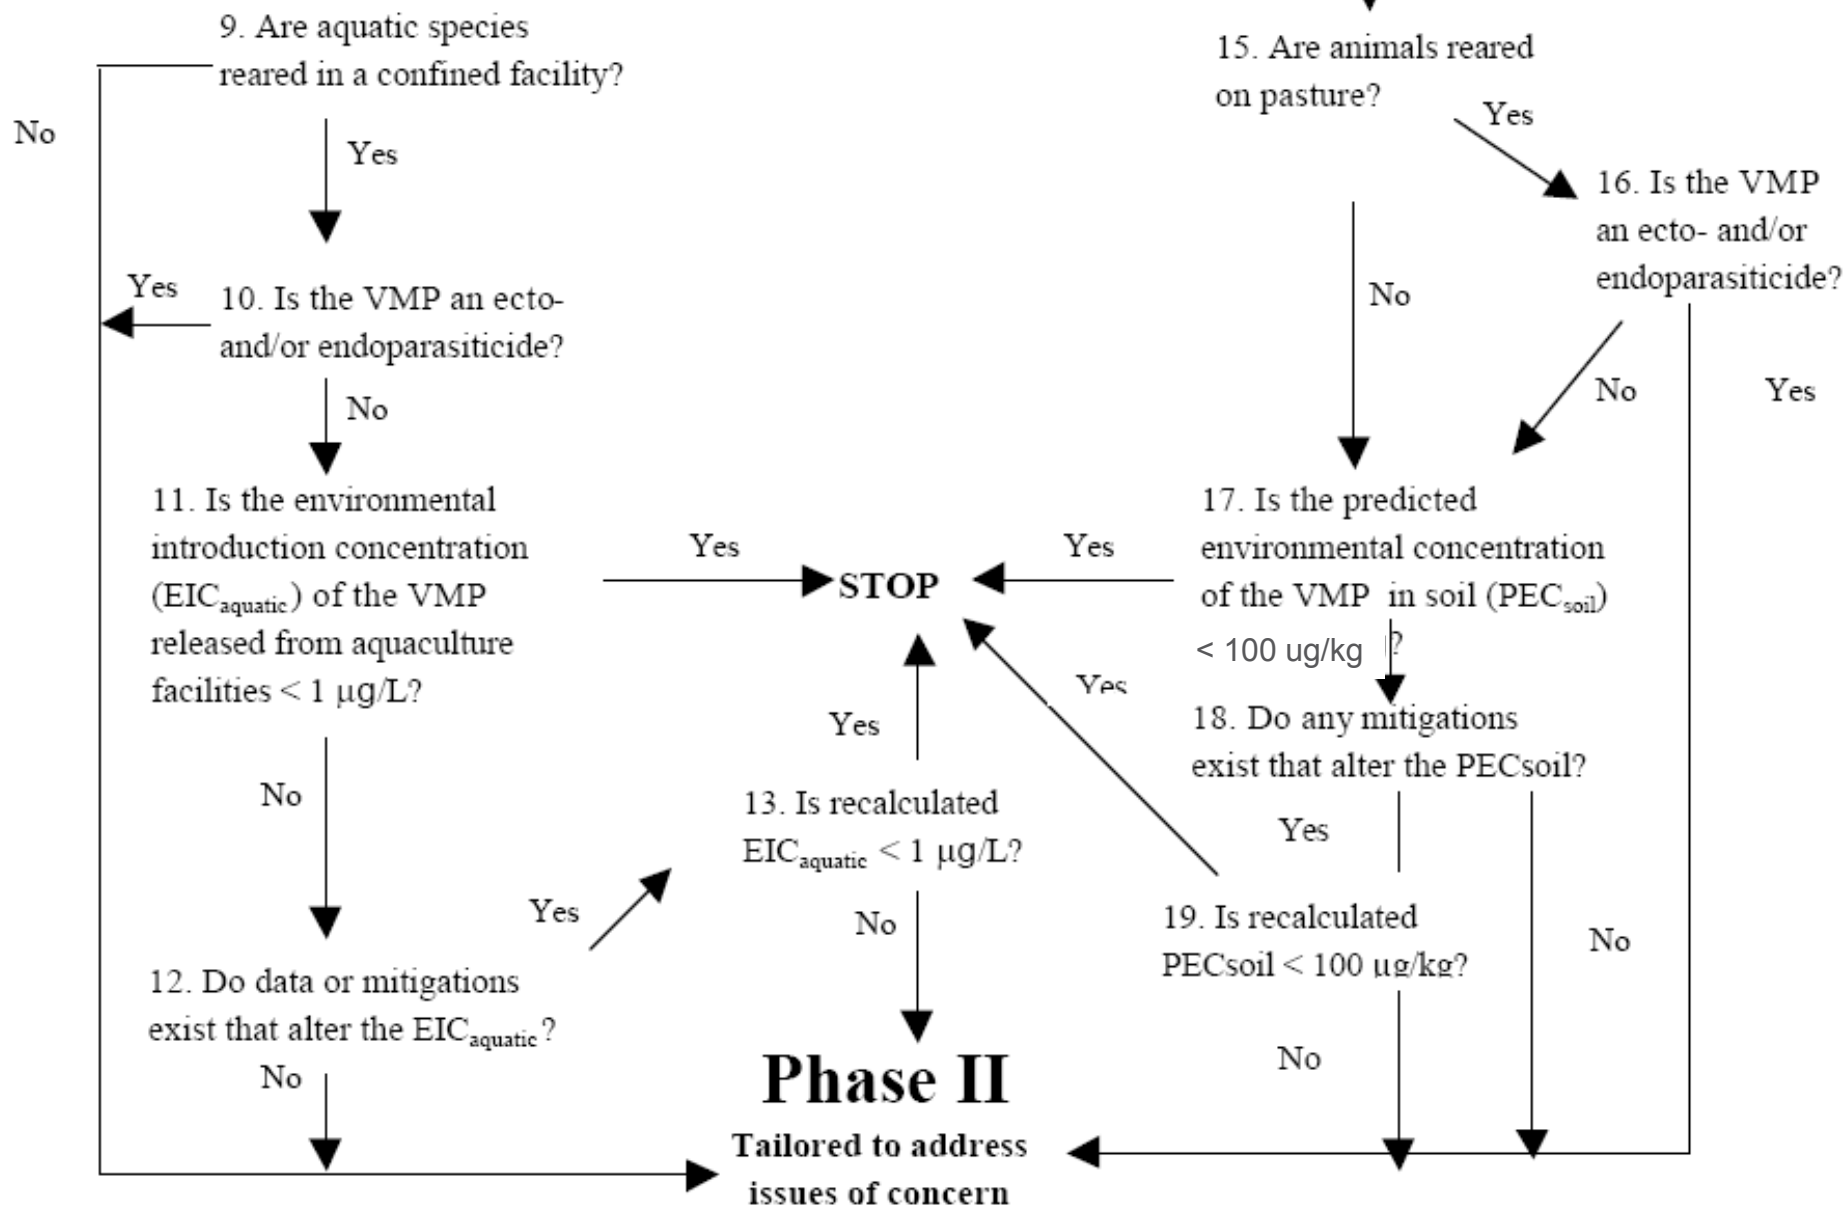 9. Are aquatic species
reared in a confined facility?
No
Yes
Yes
10. Is the VMP an ecto-
and/or endoparasiticide?
No
11. Is the environmental
introduction concentration
(EICaquatic) of the VMP
released from aquaculture
facilities < 1 µg/L?
Yes
No
12. Do data or mitigations
exist that alter the EICaquatic?
Yes
No
STOP
Yes
13. Is recalculated
EICaquatic < 1 µg/L?
No
Phase II
Tailored to address
issues of concern
15. Are animals reared
on pasture?
Yes
No
16. Is the VMP
an ecto- and/or
endoparasiticide?
No
Yes
17. Is the predicted
environmental concentration
of the VMP in soil (PECsoil)
< 100 ug/kg ?
Yes
18. Do any mitigations
exist that alter the PECsoil?
Yes
No
19. Is recalculated
PECsoil < 100 µg/kg?
Yes
No